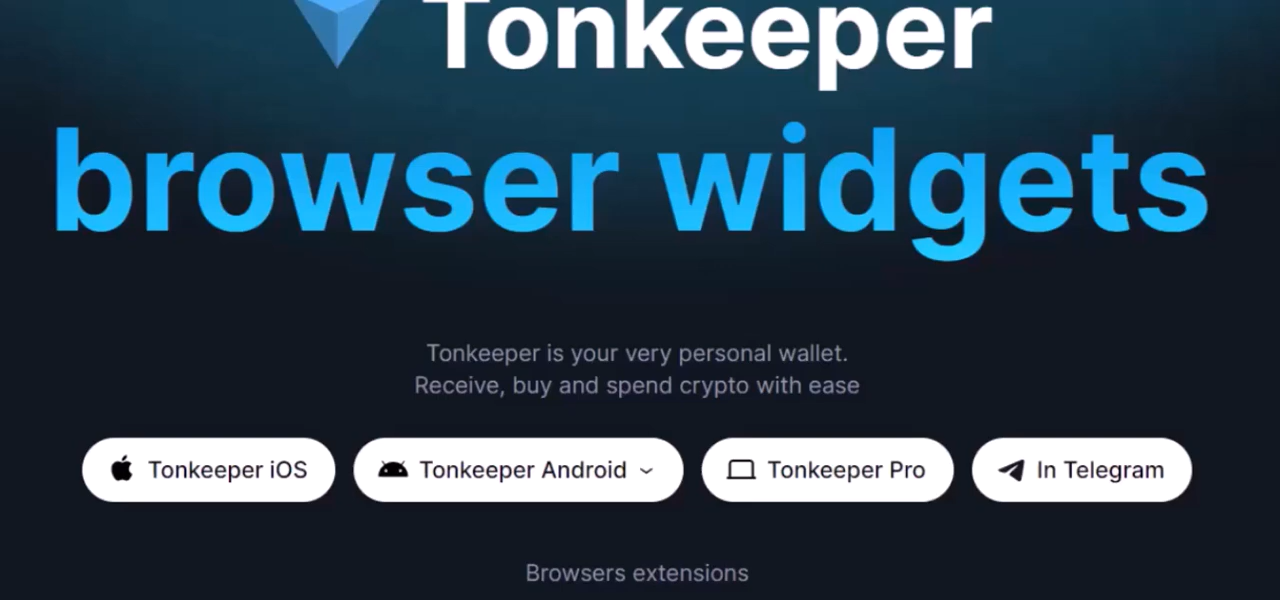 Tonkeeper
browser widgets
Tonkeeper is your very personal wallet.
Receive, buy and spend crypto with ease
Tonkeeper iOS
Tonkeeper Android
Tonkeeper Pro
In Telegram
Browsers extensions